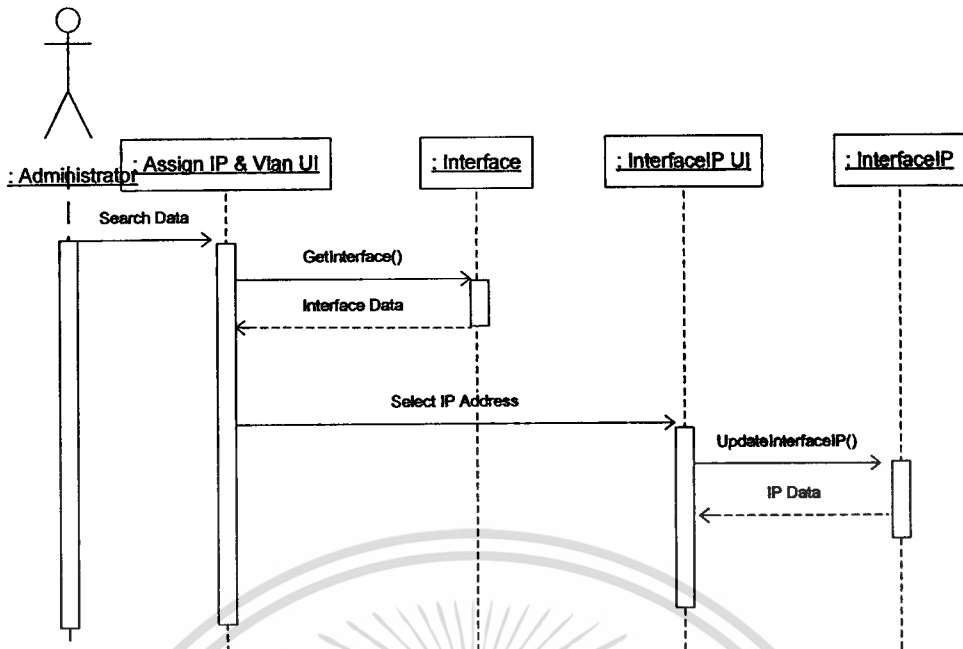 : Administrator
: Assign IP & Vlan UI
: Interface
: InterfaceIP UI
: InterfaceIP
Search Data
GetInterface()
Interface Data
Select IP Address
UpdateInterfaceIP()
IP Data